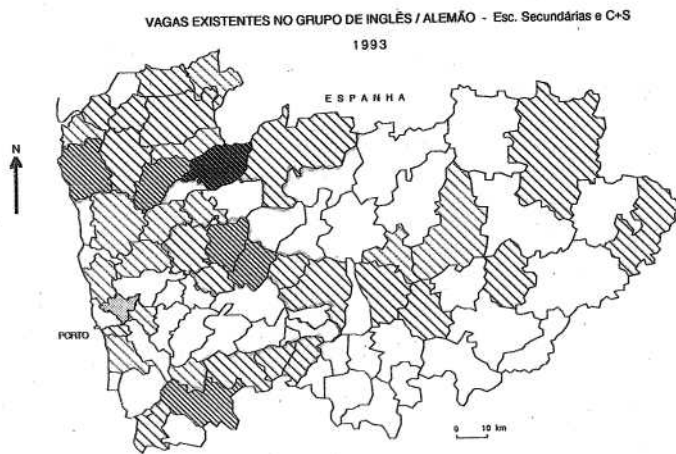 VAGAS EXISTENTES NO GRUPO DE INGLÊS / ALEMÃO - Esc. Secundárias e C+S
1993
ESPANHA
N
PORTO
0 10 km